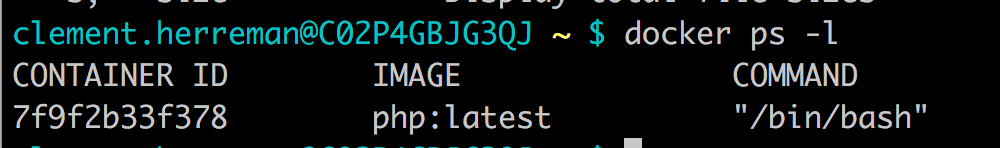 clement.herreman@C02P4GBJG3QJ ~ $ docker ps -l
CONTAINER ID IMAGE COMMAND
7f9f2b33f378 php:latest "/bin/bash"